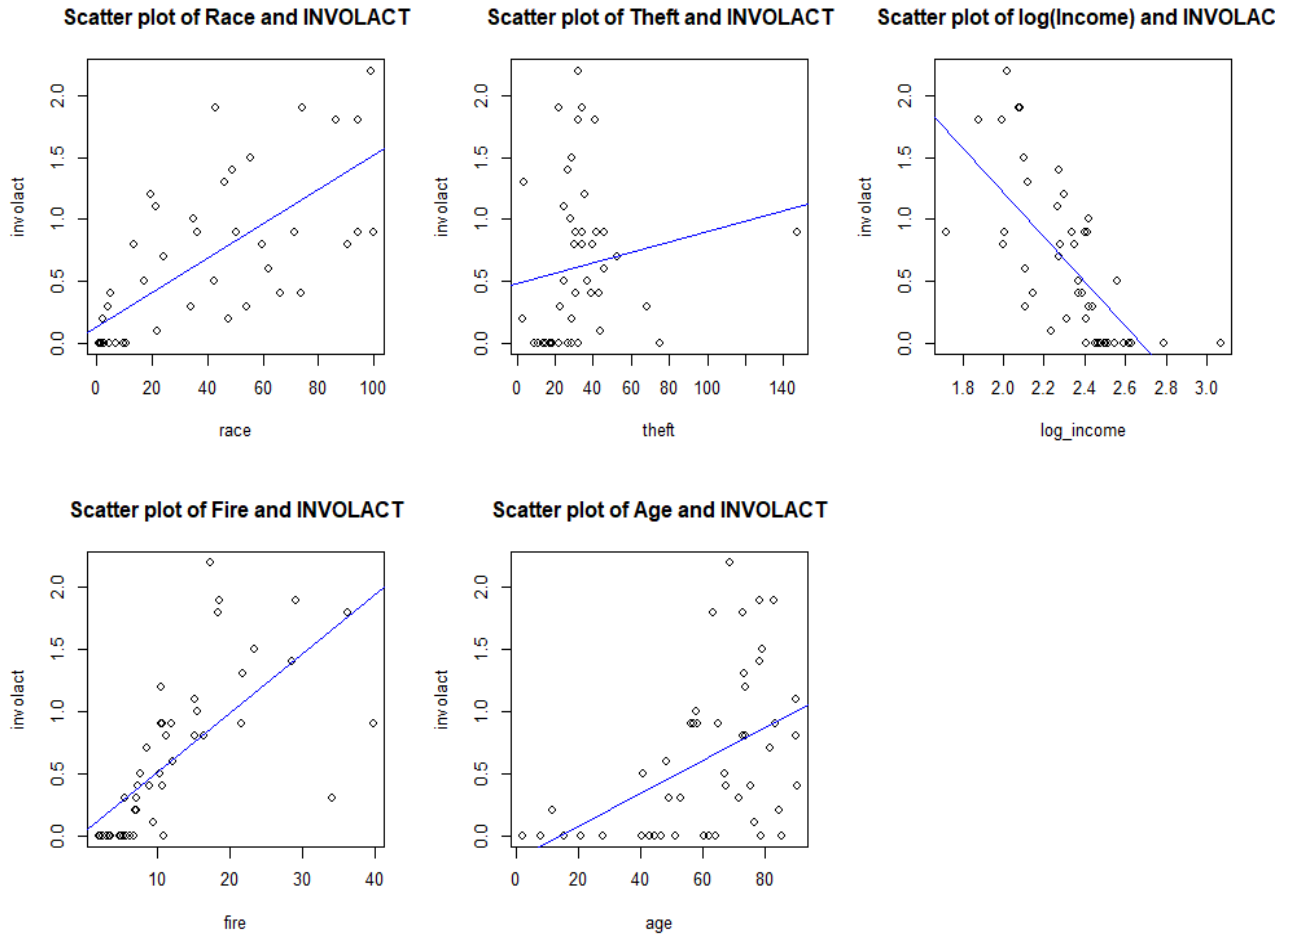 Scatter plot of Race and INVOLACT
involact
2.0
1.5
1.0
0.5
0.0
0 20 40 60 80 100
race
Scatter plot of Theft and INVOLACT
involact
2.0
1.5
1.0
0.5
0.0
0 20 40 60 80 100 140
theft
Scatter plot of log(Income) and INVOLAC
involact
2.0
1.5
1.0
0.5
0.0
1.8 2.0 2.2 2.4 2.6 2.8 3.0
log_income
Scatter plot of Fire and INVOLACT
involact
2.0
1.5
1.0
0.5
0.0
10 20 30 40
fire
Scatter plot of Age and INVOLACT
involact
2.0
1.5
1.0
0.5
0.0
0 20 40 60 80
age